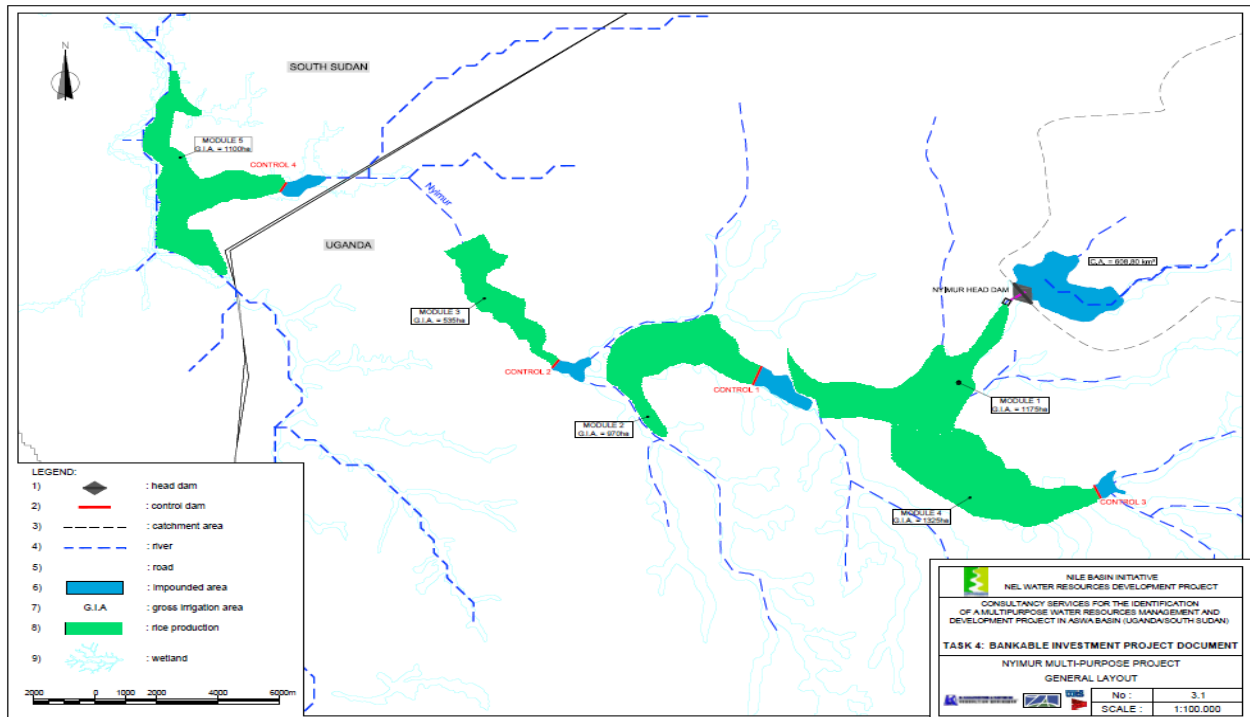 N
SOUTH SUDAN
MODULE 5
G.I.A. = 1100ha
CONTROL 4
Nyimur
UGANDA
C.A. = 608,80 km²
NYIMUR HEAD DAM
MODULE 3
G.I.A. = 535ha
CONTROL 2
CONTROL 1
MODULE 1
G.I.A. = 1175ha
MODULE 2
G.I.A. = 970ha
CONTROL 3
MODULE 4
G.I.A. = 1325ha
LEGEND:
1) : head dam
2) : control dam
3) : catchment area
4) : river
5) : road
6) : impounded area
7) G.I.A : gross irrigation area
8) : rice production
9) : wetland
2000 0 1000 2000 4000 6000m
NILE BASIN INITIATIVE
NEL WATER RESOURCES DEVELOPMENT PROJECT
CONSULTANCY SERVICES FOR THE IDENTIFICATION
OF A MULTIPURPOSE WATER RESOURCES MANAGEMENT AND
DEVELOPMENT PROJECT IN ASWA BASIN (UGANDA/SOUTH SUDAN)
TASK 4: BANKABLE INVESTMENT PROJECT DOCUMENT
NYIMUR MULTI-PURPOSE PROJECT
GENERAL LAYOUT
No : 3.1
SCALE : 1:100.000